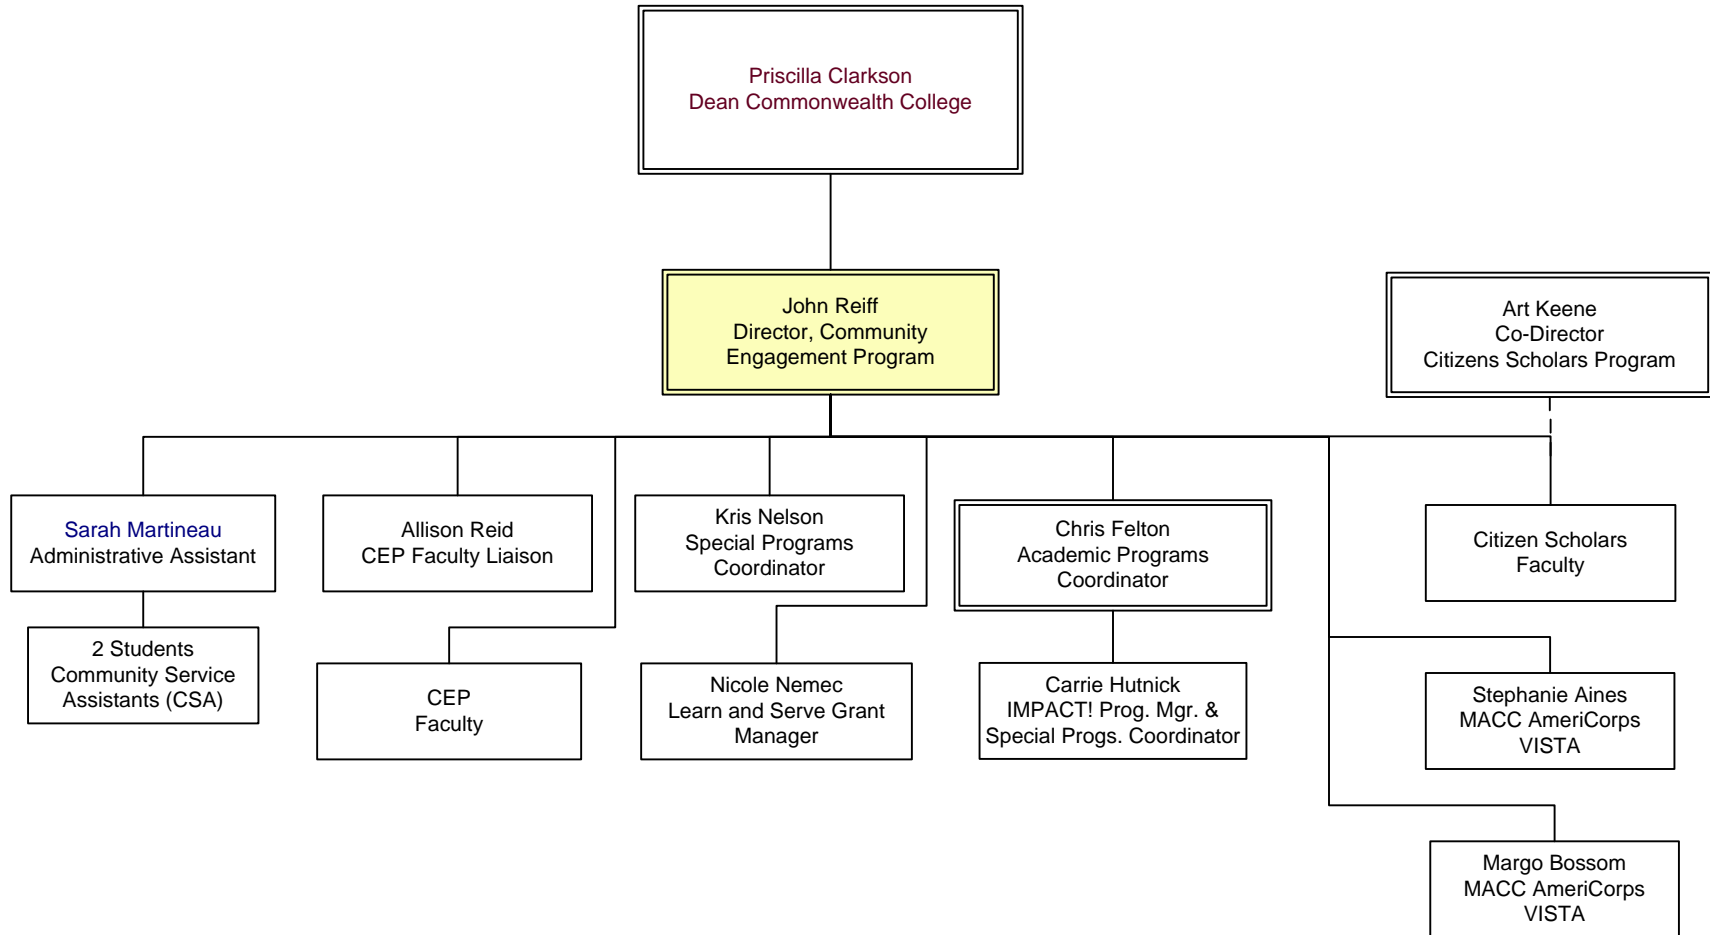 Priscilla Clarkson
Dean Commonwealth College
John Reiff
Director, Community
Engagement Program
Art Keene
Co-Director
Citizens Scholars Program
Sarah Martineau
Administrative Assistant
Allison Reid
CEP Faculty Liaison
Kris Nelson
Special Programs
Coordinator
Chris Felton
Academic Programs
Coordinator
Citizen Scholars
Faculty
2 Students
Community Service
Assistants (CSA)
CEP
Faculty
Nicole Nemec
Learn and Serve Grant
Manager
Carrie Hutnick
IMPACT! Prog. Mgr. &
Special Progs. Coordinator
Stephanie Aines
MACC AmeriCorps
VISTA
Margo Bossom
MACC AmeriCorps
VISTA